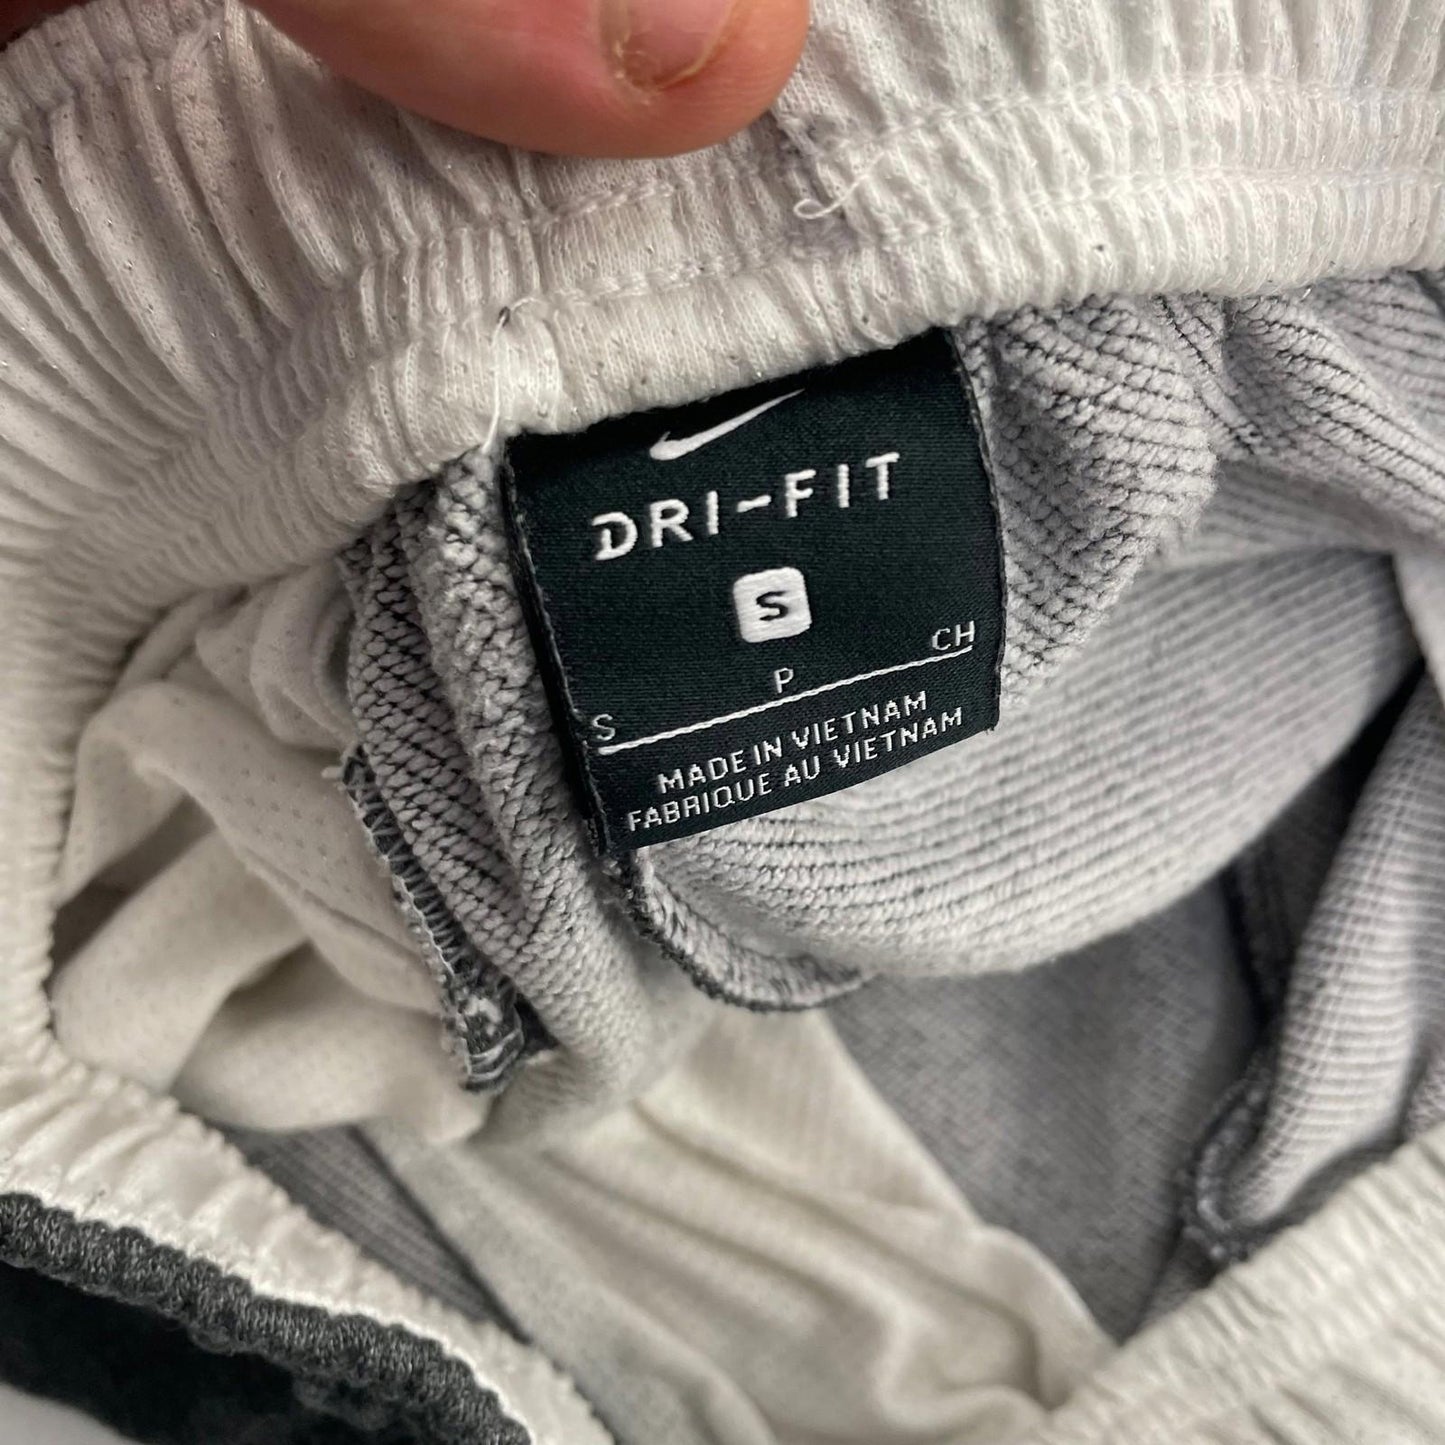 DRI-FIT
S
S P CH
MADE IN VIETNAM
FABRIQUE AU VIETNAM